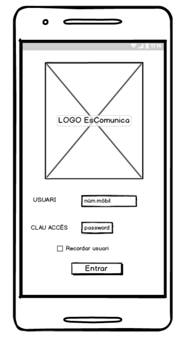 LOGO EsComunica
USUARI
núm.mòbil
CLAU ACCÉS
password
Recordar usuari
Entrar